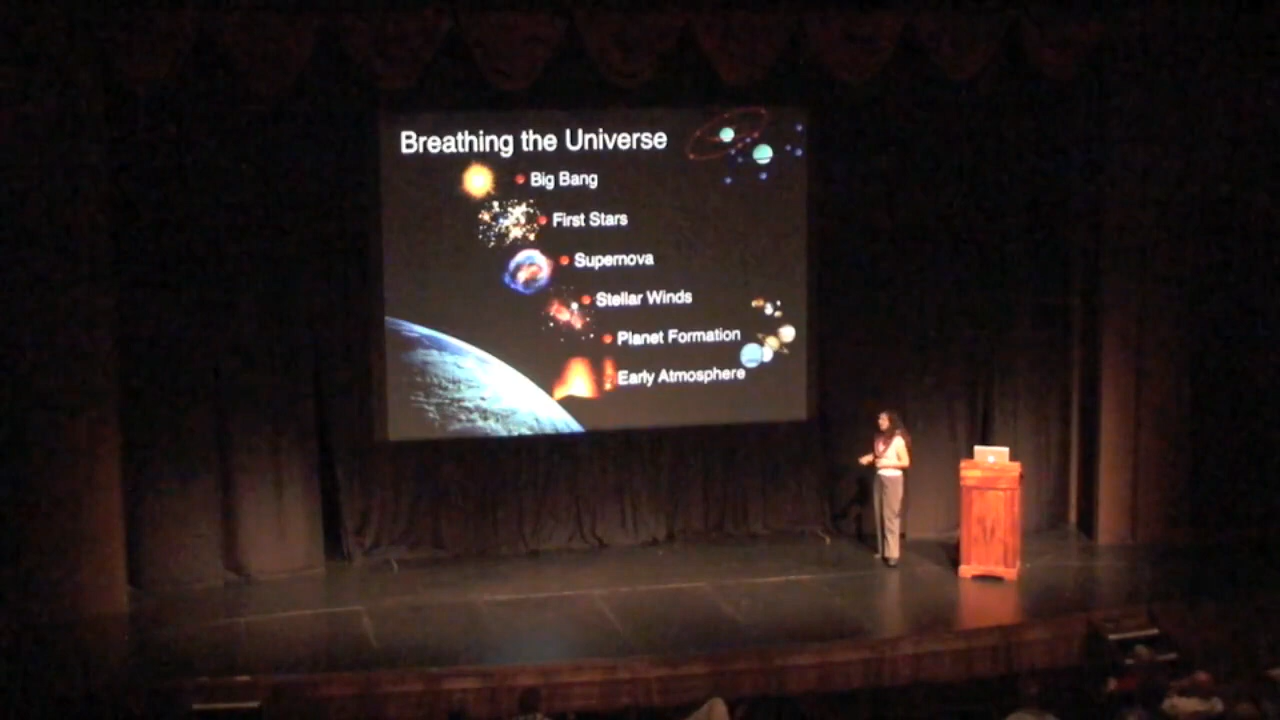 Breathing the Universe
Big Bang
First Stars
Supernova
Stellar Winds
Planet Formation
Early Atmosphere